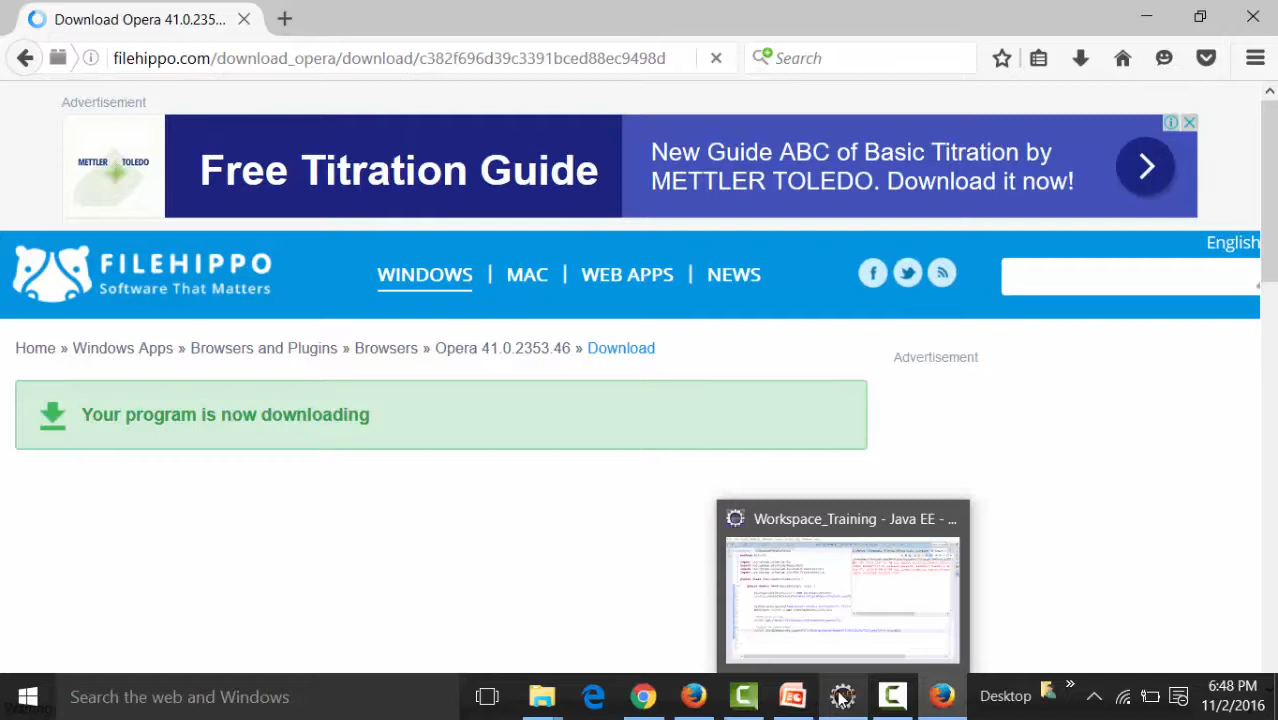 Download Opera 41.0.235...
filehippo.com/download_opera/download/c382f696d39c3391bced88ec9498d
Search
Advertisement
METTLER TOLEDO
Free Titration Guide
New Guide ABC of Basic Titration by
METTLER TOLEDO. Download it now!
English
FILEHIPPO
Software That Matters
WINDOWS | MAC | WEB APPS | NEWS
Home » Windows Apps » Browsers and Plugins » Browsers » Opera 41.0.2353.46 » Download
Advertisement
Your program is now downloading
Workspace_Training - Java EE - ...
Search the web and Windows
Desktop
6:48 PM
11/2/2016